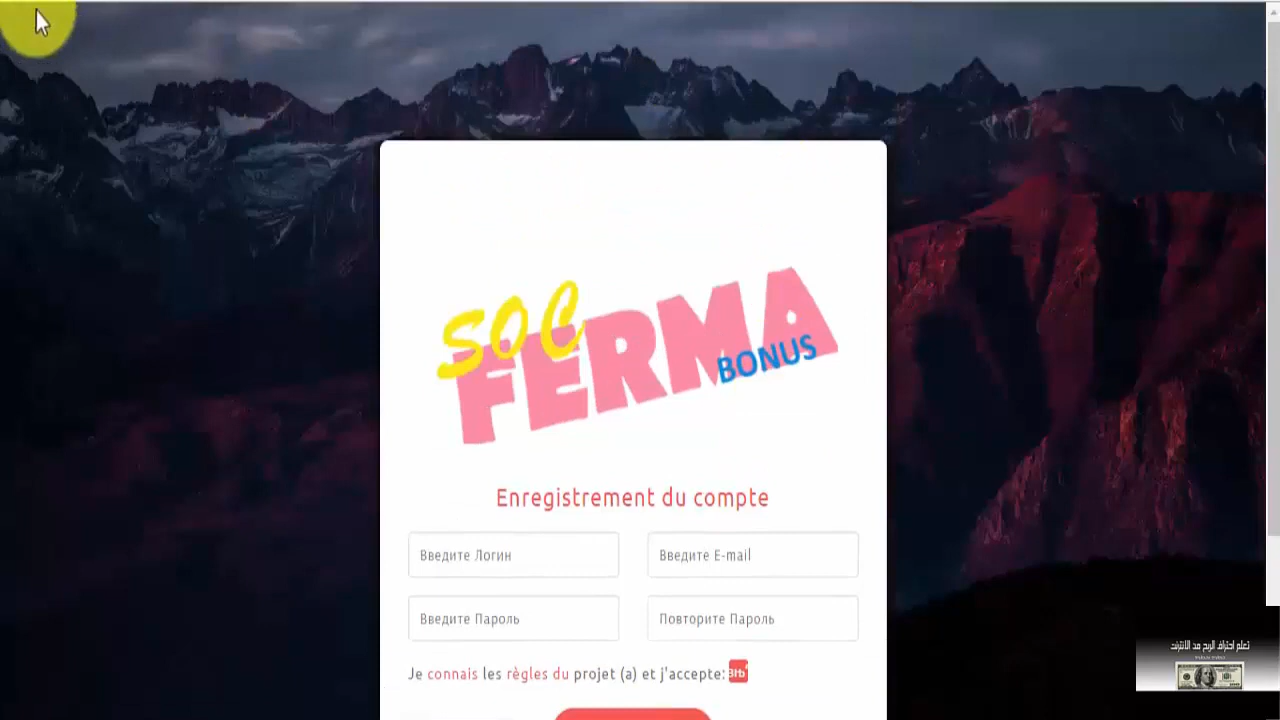 SOC
FERMA
BONUS
Enregistrement du compte
Введите Логин
Введите E-mail
Введите Пароль
Повторите Пароль
Je connais les règles du projet (a) et j'accepte:
تعلم احتراف الربح من الانترنت